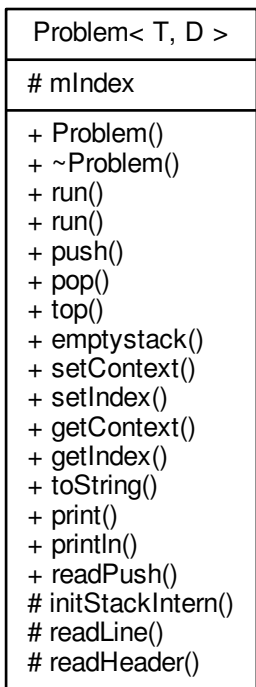 Problem< T, D >
# mIndex
+ Problem()
+ ~Problem()
+ run()
+ run()
+ push()
+ pop()
+ top()
+ emptystack()
+ setContext()
+ setIndex()
+ getContext()
+ getIndex()
+ toString()
+ print()
+ println()
+ readPush()
# initStackIntern()
# readLine()
# readHeader()